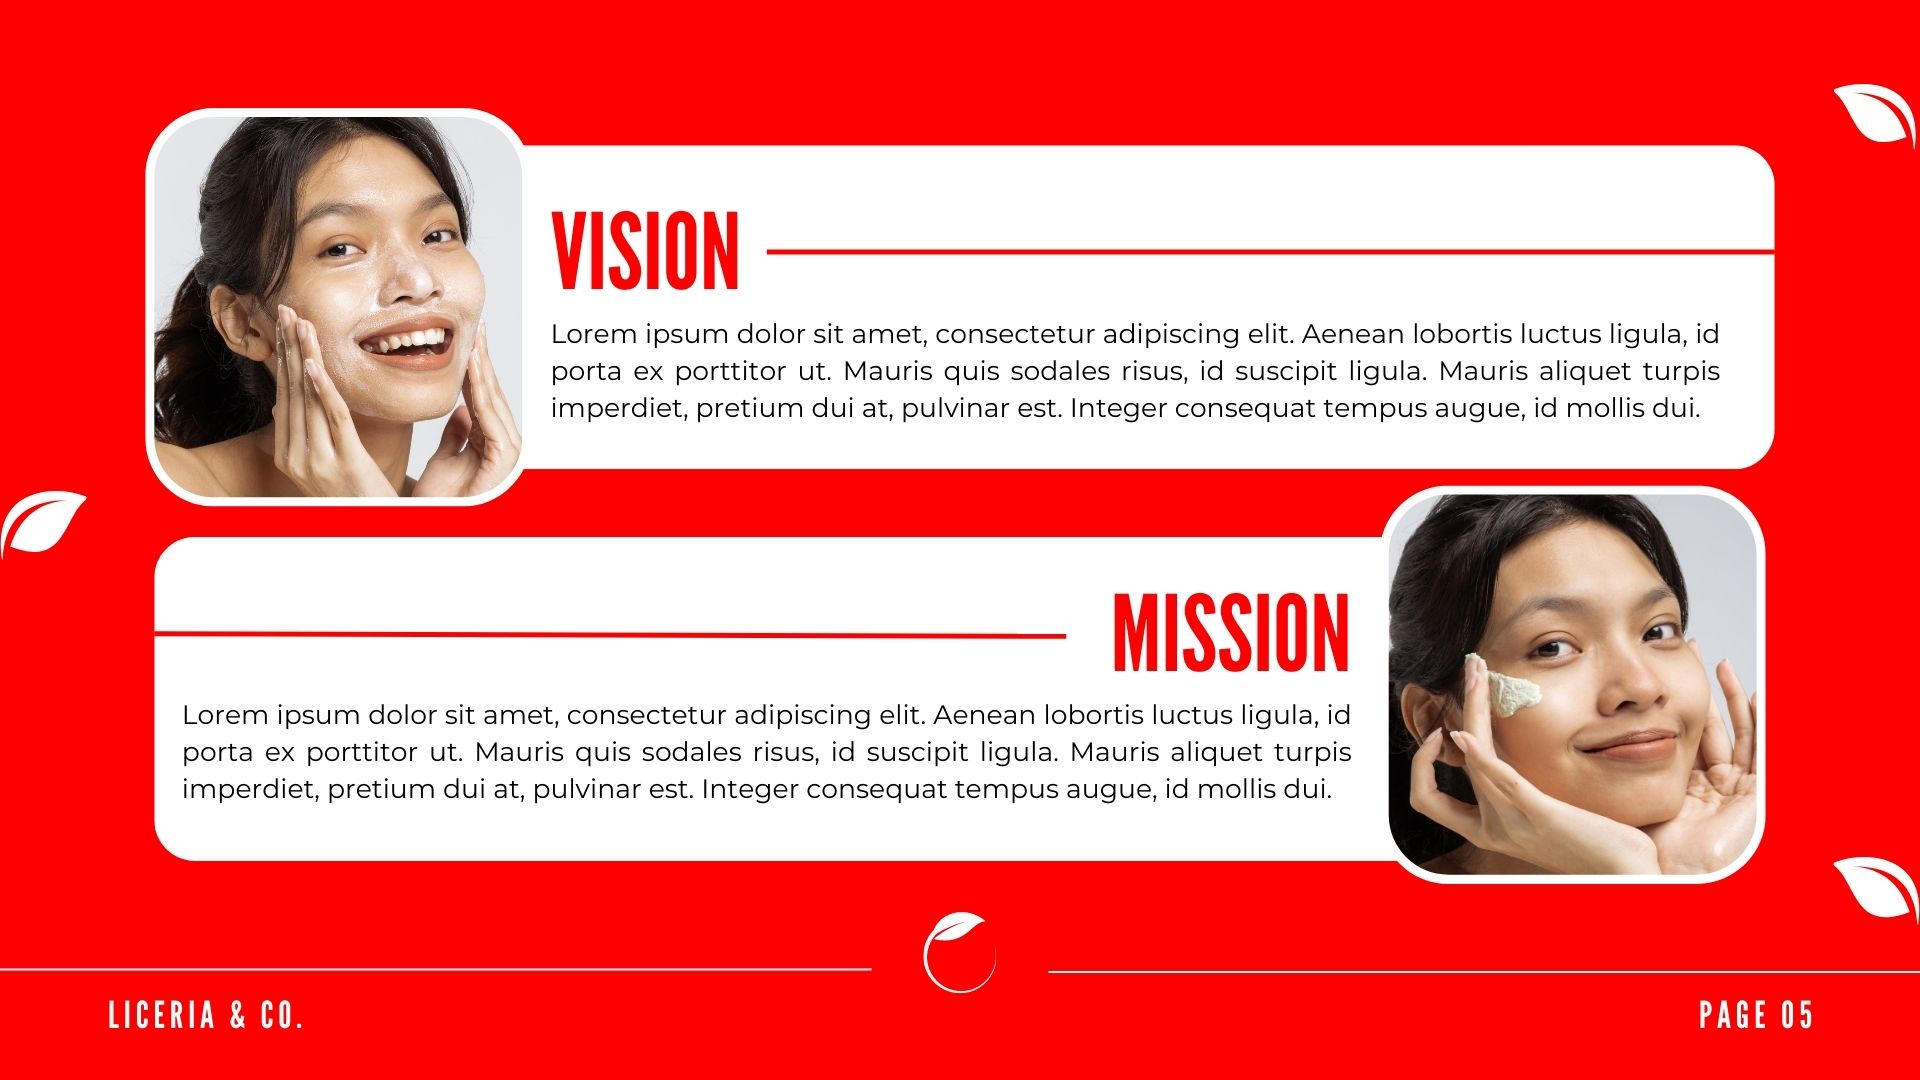 VISION
Lorem ipsum dolor sit amet, consectetur adipiscing elit. Aenean lobortis luctus ligula, id
porta ex porttitor ut. Mauris quis sodales risus, id suscipit ligula. Mauris aliquet turpis
imperdiet, pretium dui at, pulvinar est. Integer consequat tempus augue, id mollis dui.
MISSION
Lorem ipsum dolor sit amet, consectetur adipiscing elit. Aenean lobortis luctus ligula, id
porta ex porttitor ut. Mauris quis sodales risus, id suscipit ligula. Mauris aliquet turpis
imperdiet, pretium dui at, pulvinar est. Integer consequat tempus augue, id mollis dui.
LICERIA & CO.
PAGE 05